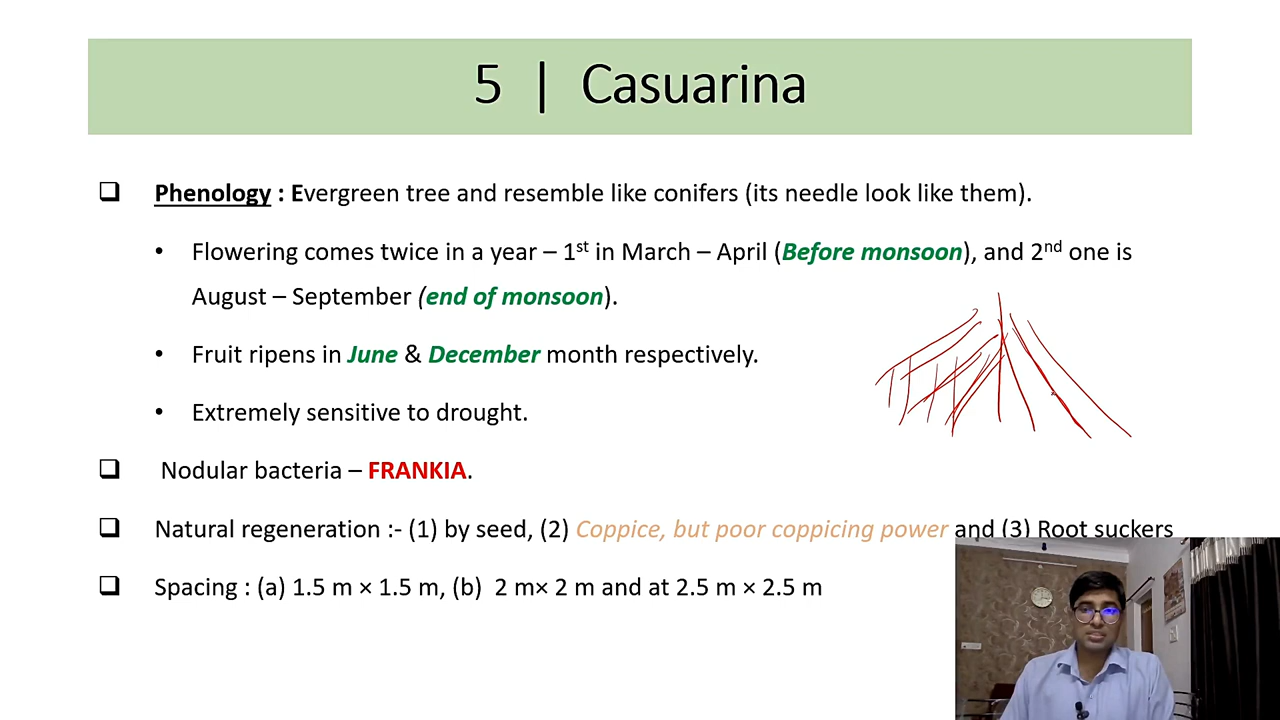 5 | Casuarina
Phenology : Evergreen tree and resemble like conifers (its needle look like them).
Flowering comes twice in a year – 1st in March – April (Before monsoon), and 2nd one is
August – September (end of monsoon).
Fruit ripens in June & December month respectively.
Extremely sensitive to drought.
Nodular bacteria – FRANKIA.
Natural regeneration :- (1) by seed, (2) Coppice, but poor coppicing power and (3) Root suckers
Spacing : (a) 1.5 m × 1.5 m, (b) 2 m× 2 m and at 2.5 m × 2.5 m